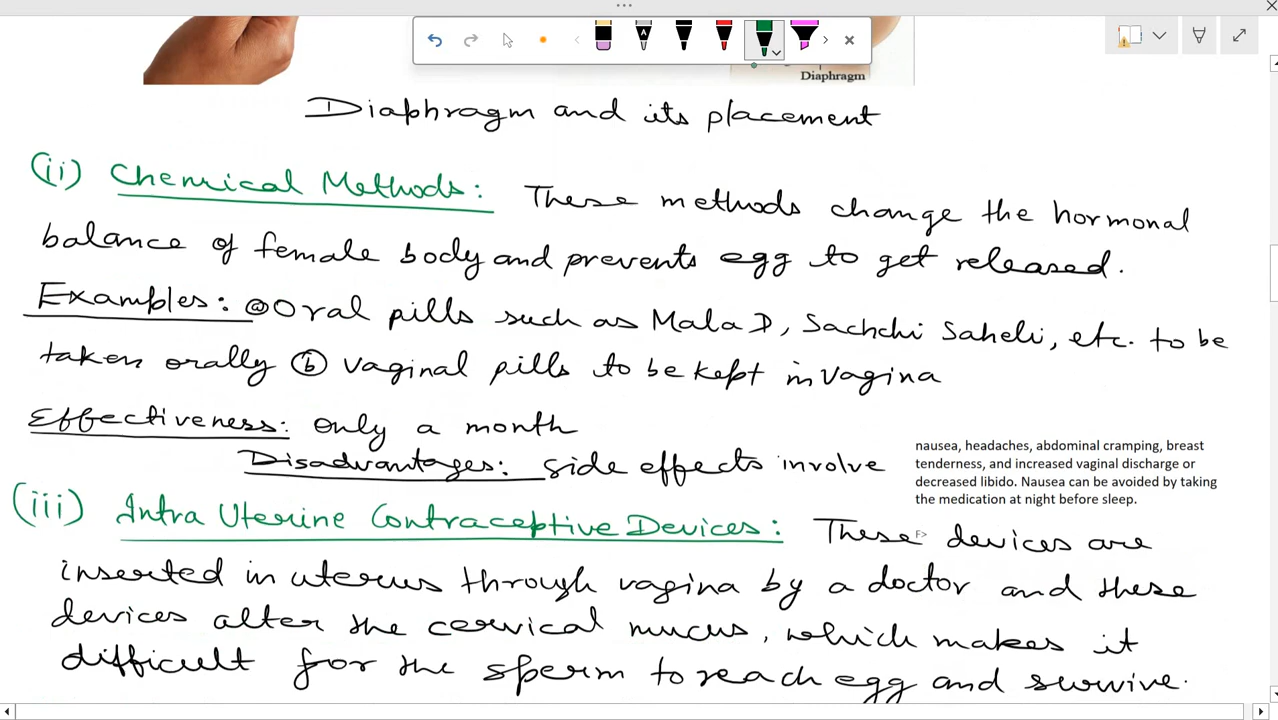 Diaphragm
Diaphragm and its placement
(ii) Chemical Methods: These methods change the hormonal
balance of female body and prevents egg to get released.
Examples: ⓐ Oral pills such as Mala D, Sachchi Saheli, etc. to be
taken orally ⓑ vaginal pills to be kept in vagina
Effectiveness: only a month
Disadvantages: side effects involve
nausea, headaches, abdominal cramping, breast
tenderness, and increased vaginal discharge or
decreased libido. Nausea can be avoided by taking
the medication at night before sleep.
(iii) Intra Uterine Contraceptive Devices: These devices are
inserted in uterus through vagina by a doctor and these
devices alter the cervical mucus, which makes it
difficult for the sperm to reach egg and survive.